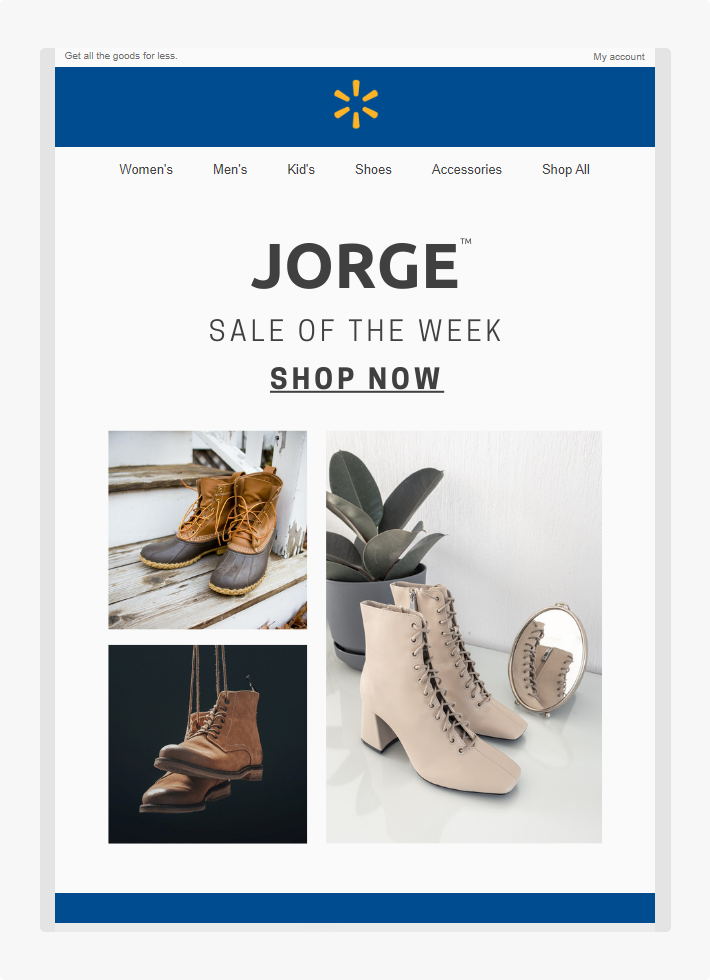 Get all the goods for less.
My account
Women's Men's Kid's Shoes Accessories Shop All
JORGE™
SALE OF THE WEEK
SHOP NOW